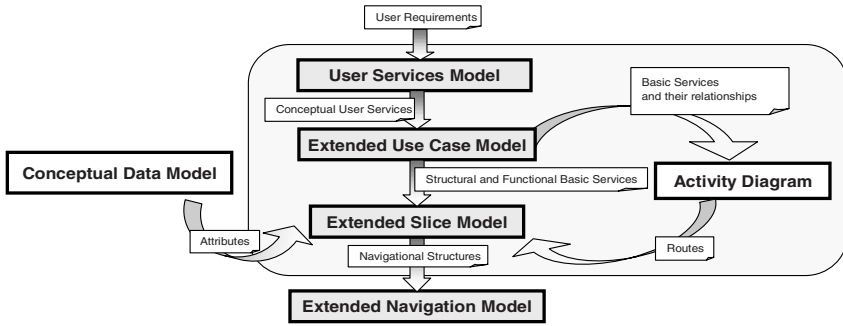 User Requirements
User Services Model
Conceptual User Services
Basic Services
and their relationships
Extended Use Case Model
Conceptual Data Model
Structural and Functional Basic Services
Activity Diagram
Extended Slice Model
Attributes
Navigational Structures
Routes
Extended Navigation Model